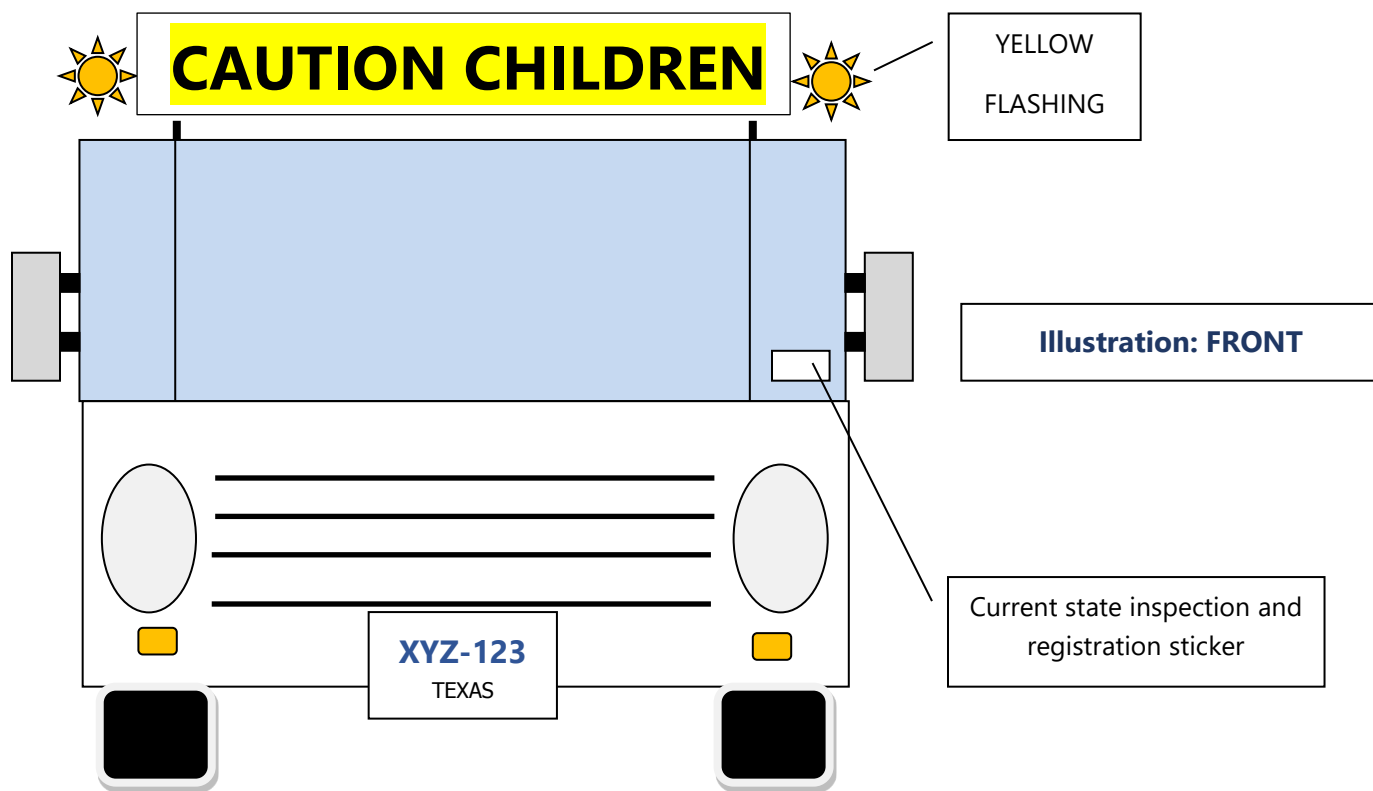 CAUTION CHILDREN
YELLOW
FLASHING
Illustration: FRONT
Current state inspection and
registration sticker
XYZ-123
TEXAS